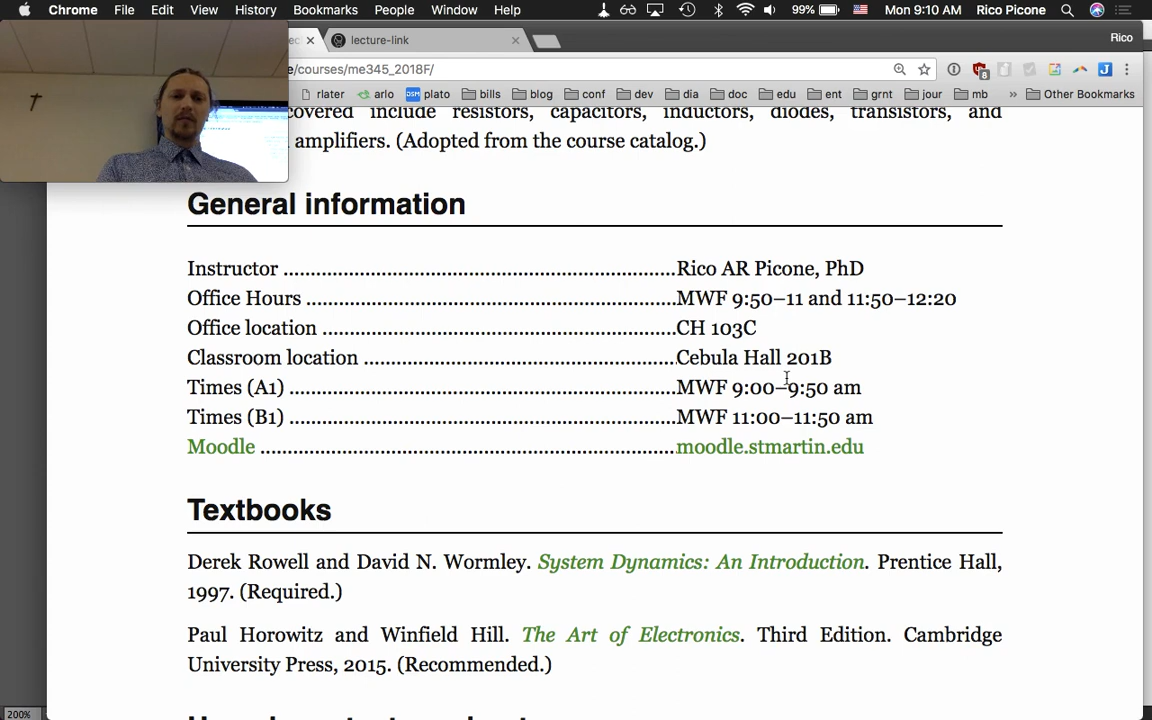 Chrome File Edit View History Bookmarks People Window Help 99% Mon 9:10 AM Rico Picone
lecture-link Rico
e/courses/me345_2018F/ 8
rlater arlo DSM plato bills blog conf dev dia doc edu ent grnt jour mb » Other Bookmarks
covered include resistors, capacitors, inductors, diodes, transistors, and
amplifiers. (Adopted from the course catalog.)
General information
Instructor Rico AR Picone, PhD
Office Hours MWF 9:50–11 and 11:50–12:20
Office location CH 103C
Classroom location Cebula Hall 201B
Times (A1) MWF 9:00–9:50 am
Times (B1) MWF 11:00–11:50 am
Moodle moodle.stmartin.edu
Textbooks
Derek Rowell and David N. Wormley. System Dynamics: An Introduction. Prentice Hall,
1997. (Required.)
Paul Horowitz and Winfield Hill. The Art of Electronics. Third Edition. Cambridge
University Press, 2015. (Recommended.)
200%